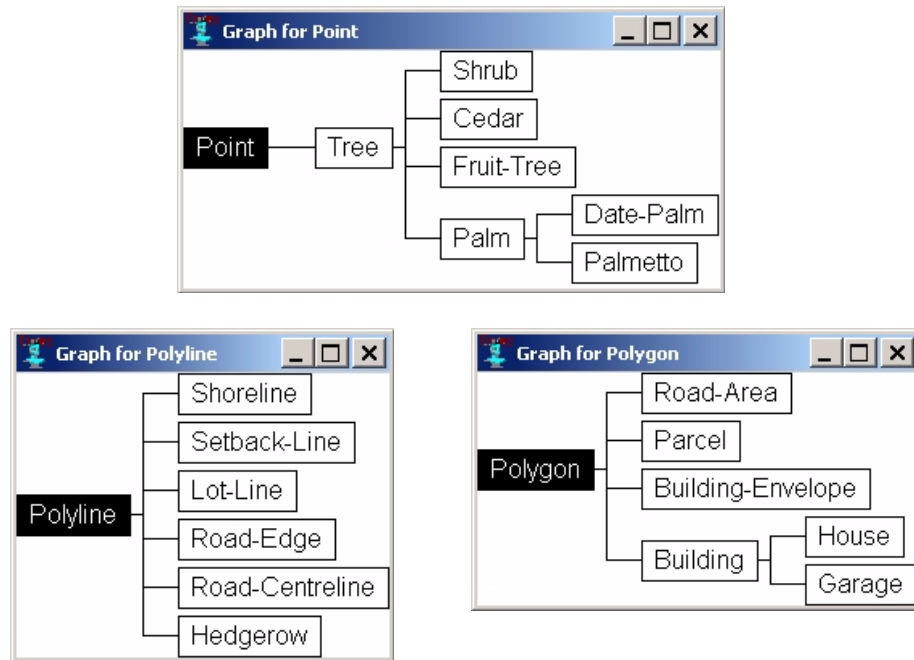 Graph for Point
Shrub
Cedar
Point
Tree
Fruit-Tree
Palm
Date-Palm
Palmetto
Graph for Polyline
Shoreline
Setback-Line
Lot-Line
Polyline
Road-Edge
Road-Centreline
Hedgerow
Graph for Polygon
Road-Area
Parcel
Polygon
Building-Envelope
Building
House
Garage